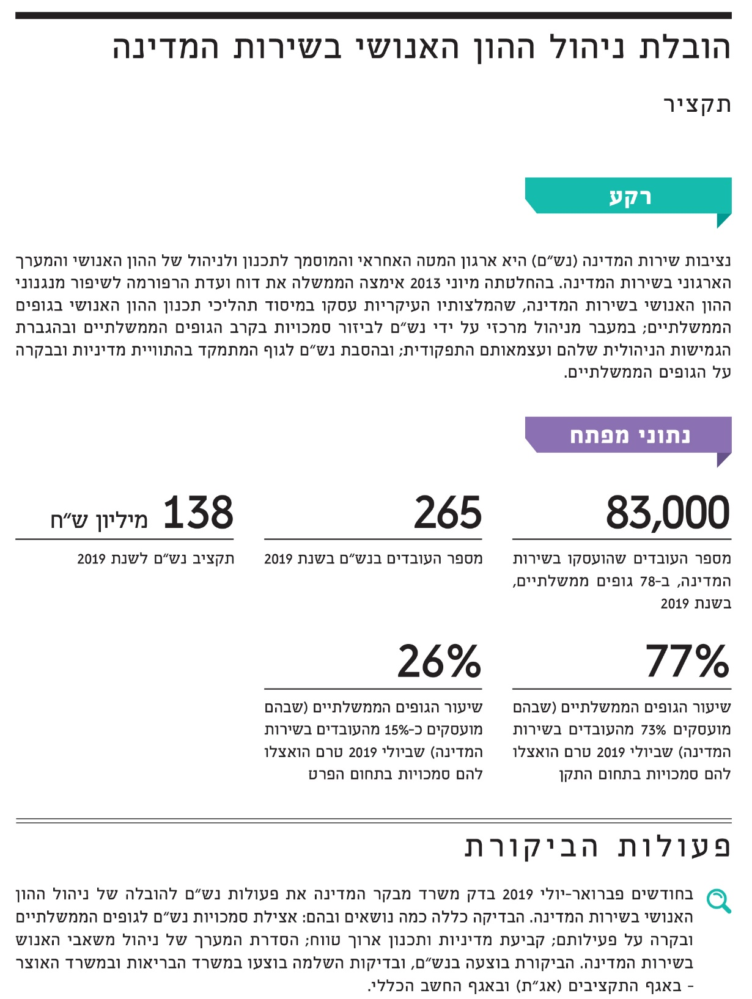 הובלת ניהול ההון האנושי בשירות המדינה
תקציר
רקע
נציבות שירות המדינה (נש"ם) היא ארגון המטה האחראי והמוסמך לתכנון ולניהול של ההון האנושי והמערך
הארגוני בשירות המדינה. בהחלטתה מיוני 2013 אימצה הממשלה את דוח ועדת הרפורמה לשיפור מנגנוני
ההון האנושי בשירות המדינה, שהמלצותיו העיקריות עסקו במיסוד תהליכי תכנון ההון האנושי בגופים
הממשלתיים; במעבר מניהול מרכזי על ידי נש"ם לביזור סמכויות בקרב הגופים הממשלתיים ובהגברת
הגמישות הניהולית שלהם ועצמאותם התפקודית; ובהסבת נש"ם לגוף המתמקד בהתוויית מדיניות ובבקרה
על הגופים הממשלתיים.
נתוני מפתח
83,000
מספר העובדים שהועסקו בשירות
המדינה, ב-78 גופים ממשלתיים,
בשנת 2019
265
מספר העובדים בנש"ם בשנת 2019
138 מיליון ש"ח
תקציב נש"ם לשנת 2019
77%
שיעור הגופים הממשלתיים (שבהם
מועסקים 73% מהעובדים בשירות
המדינה) שביולי 2019 טרם הואצלו
להם סמכויות בתחום התקן
26%
שיעור הגופים הממשלתיים (שבהם
מועסקים כ-15% מהעובדים בשירות
המדינה) שביולי 2019 טרם הואצלו
להם סמכויות בתחום הפרט
פעולות הביקורת
בחודשים פברואר-יולי 2019 בדק משרד מבקר המדינה את פעולות נש"ם להובלה של ניהול ההון
האנושי בשירות המדינה. הבדיקה כללה כמה נושאים ובהם: אצילת סמכויות נש"ם לגופים הממשלתיים
ובקרה על פעילותם; קביעת מדיניות ותכנון ארוך טווח; הסדרת המערך של ניהול משאבי האנוש
בשירות המדינה. הביקורת בוצעה בנש"ם, ובדיקות השלמה בוצעו במשרד הבריאות ובמשרד האוצר
- באגף התקציבים (אג"ת) ובאגף החשב הכללי.